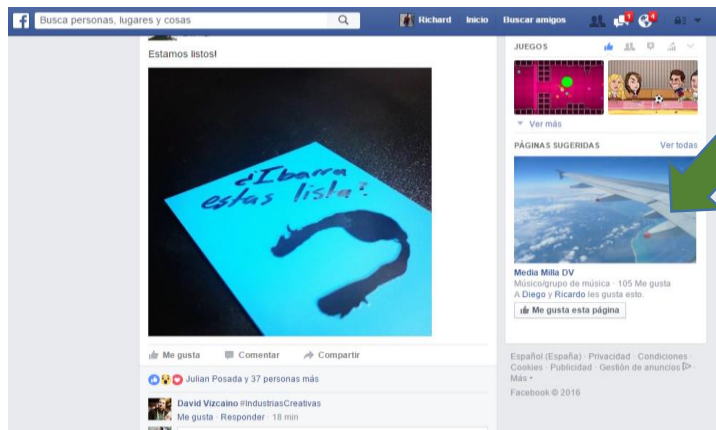 Busca personas, lugares y cosas
Richard Inicio Buscar amigos
Estamos listos!
¿Ibarra
estas lista?
Me gusta Comentar Compartir
Julian Posada y 37 personas más
David Vizcaino #IndustriasCreativas
Me gusta · Responder · 18 min
JUEGOS
Ver más
PÁGINAS SUGERIDAS Ver todas
Media Milla DV
Músico/grupo de música · 105 Me gusta
A Diego y Ricardo les gusta esto.
Me gusta esta página
Español (España) · Privacidad · Condiciones ·
Cookies · Publicidad · Gestión de anuncios ·
Más
Facebook © 2016